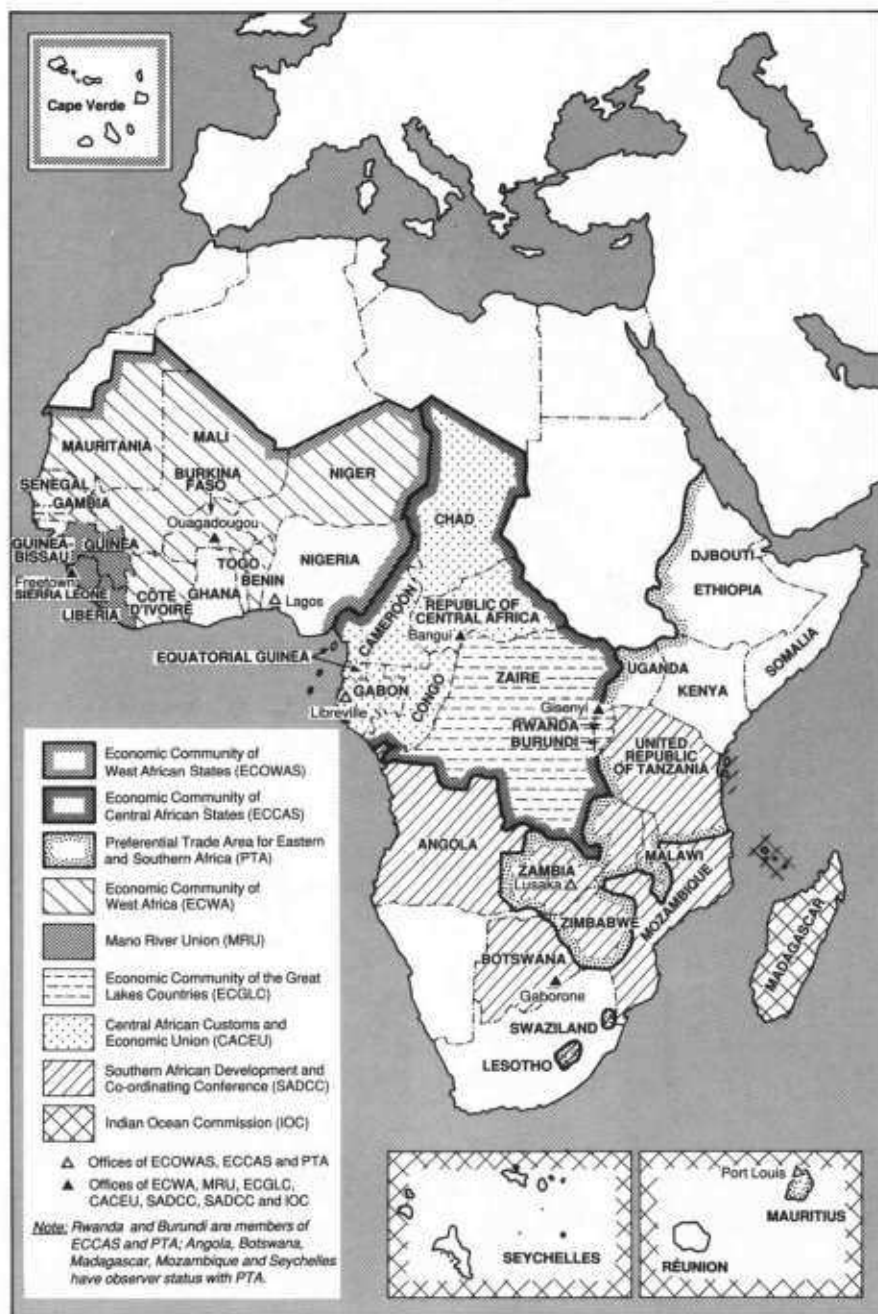 Cape Verde
MAURITANIA
MALI
NIGER
BURKINA
FASO
SENEGAL
GAMBIA
Ouagadougou
CHAD
GUINEA-
BISSAU
GUINEA
Freetown
SIERRA LEONE
LIBERIA
CÔTE
D'IVOIRE
GHANA
TOGO
BENIN
NIGERIA
Lagos
DJBOUTI
ETHIOPIA
SOMALIA
CAMEROON
REPUBLIC OF
CENTRAL AFRICA
Bangui
EQUATORIAL GUINEA
GABON
Libreville
CONGO
ZAIRE
UGANDA
KENYA
Gisenyi
RWANDA
BURUNDI
UNITED
REPUBLIC
OF TANZANIA
ANGOLA
ZAMBIA
Lusaka
MALAWI
MOZAMBIQUE
ZIMBABWE
BOTSWANA
Gaborone
MADAGASCAR
SWAZILAND
LESOTHO
Economic Community of
West African States (ECOWAS)
Economic Community of
Central African States (ECCAS)
Preferential Trade Area for Eastern
and Southern Africa (PTA)
Economic Community of
West Africa (ECWA)
Mano River Union (MRU)
Economic Community of the Great
Lakes Countries (ECGLC)
Central African Customs and
Economic Union (CACEU)
Southern African Development and
Co-ordinating Conference (SADCC)
Indian Ocean Commission (IOC)
Offices of ECOWAS, ECCAS and PTA
Offices of ECWA, MRU, ECGLC,
CACEU, SADCC, SADCC and IOC
Note: Rwanda and Burundi are members of
ECCAS and PTA; Angola, Botswana,
Madagascar, Mozambique and Seychelles
have observer status with PTA.
SEYCHELLES
Port Louis
MAURITIUS
RÉUNION